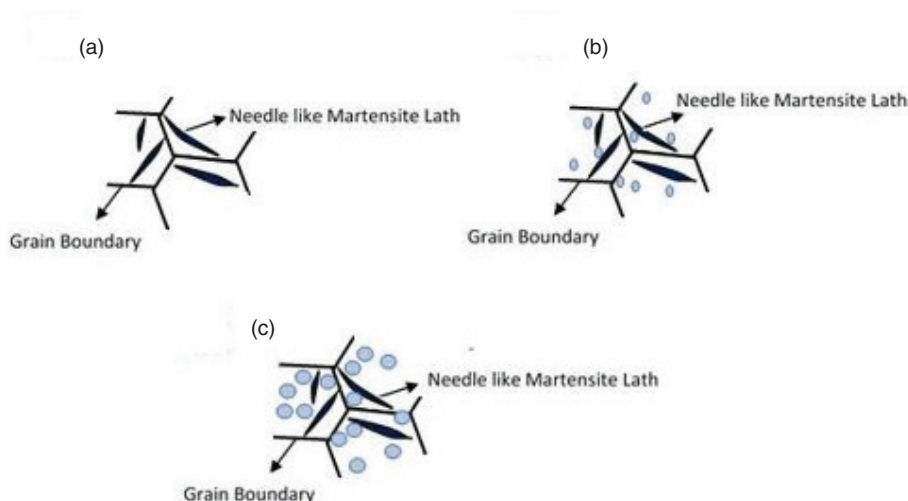 (a)
Needle like Martensite Lath
Grain Boundary
(b)
Needle like Martensite Lath
Grain Boundary
(c)
Needle like Martensite Lath
Grain Boundary